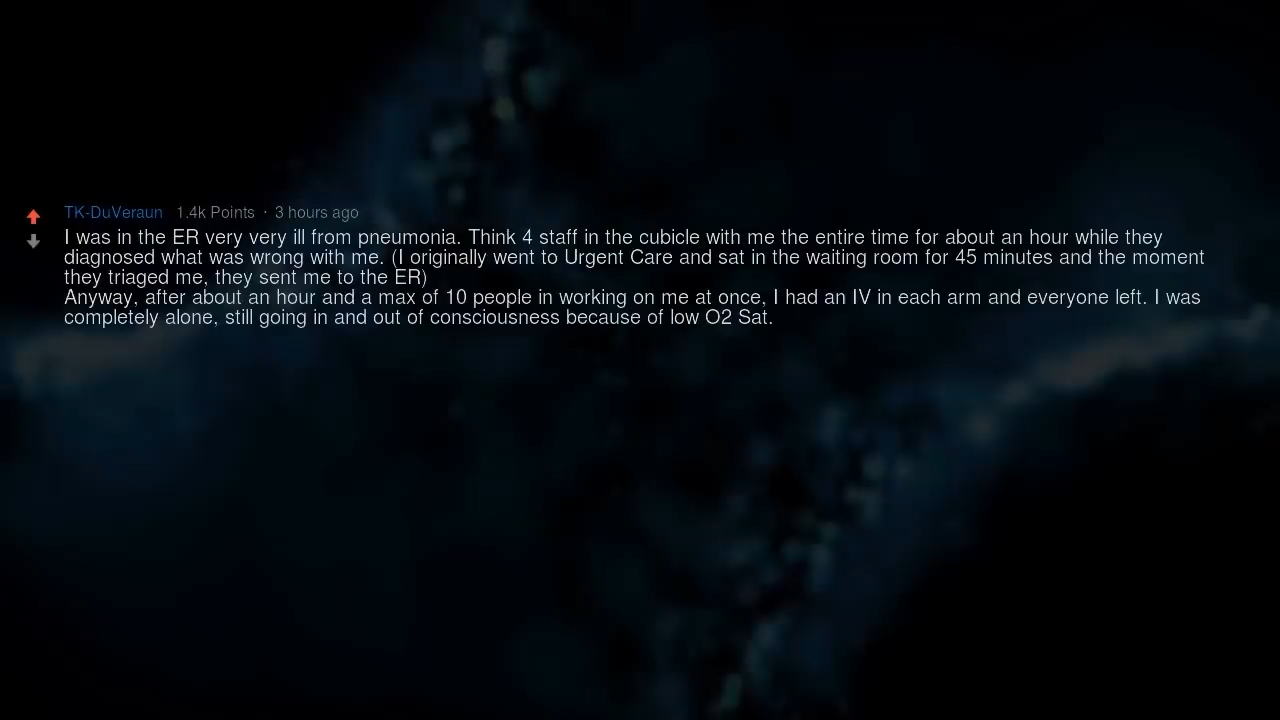 TK-DuVeraun 1.4k Points · 3 hours ago
I was in the ER very very ill from pneumonia. Think 4 staff in the cubicle with me the entire time for about an hour while they
diagnosed what was wrong with me. (I originally went to Urgent Care and sat in the waiting room for 45 minutes and the moment
they triaged me, they sent me to the ER)
Anyway, after about an hour and a max of 10 people in working on me at once, I had an IV in each arm and everyone left. I was
completely alone, still going in and out of consciousness because of low O2 Sat.